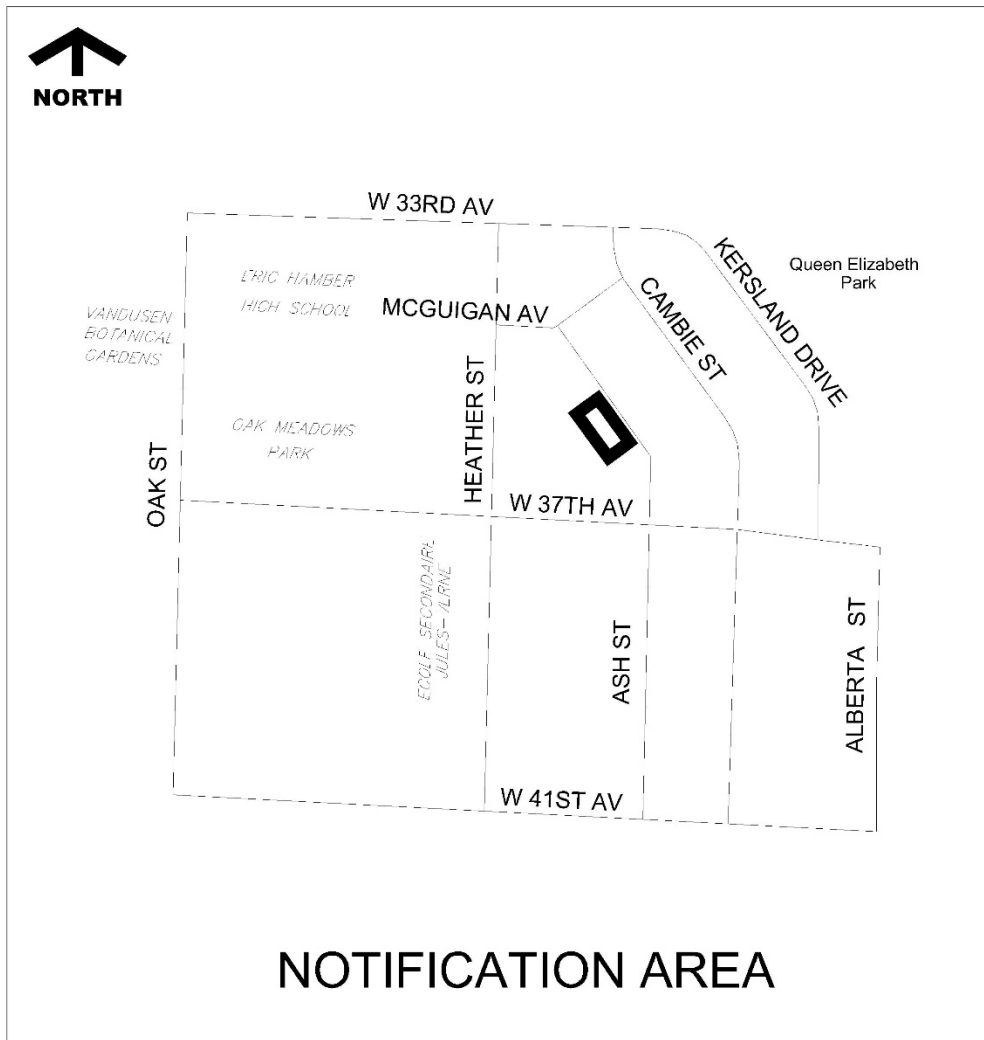 NORTH
W 33RD AV
KERSLAND DRIVE
Queen Elizabeth
Park
ERIC HAMBER
HIGH SCHOOL
MCGUIGAN AV
CAMBIE ST
VANDUSEN
BOTANICAL
GARDENS
HEATHER ST
OAK MEADOWS
PARK
OAK ST
W 37TH AV
ECOLE SECONDAIRE
JULES-VERNE
ASH ST
ALBERTA ST
W 41ST AV
NOTIFICATION AREA